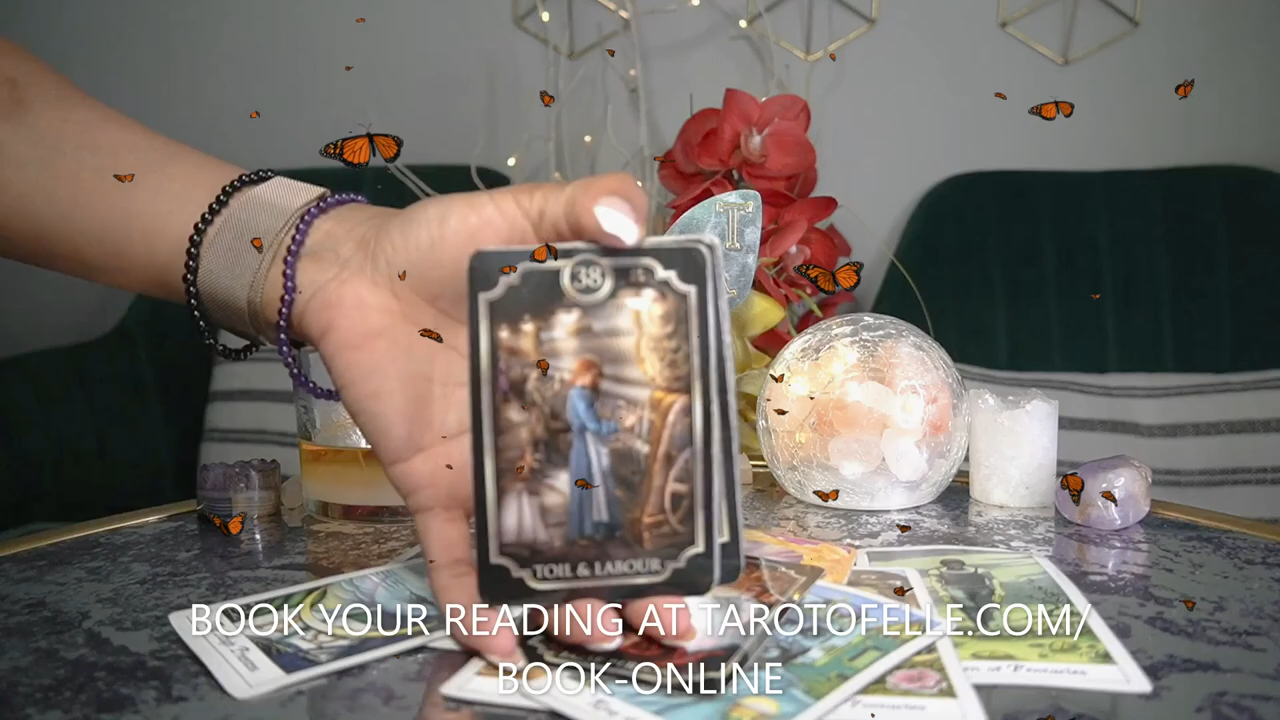 38
TOIL & LABOUR
BOOK YOUR READING AT TAROTOFELLE.COM/
BOOK-ONLINE